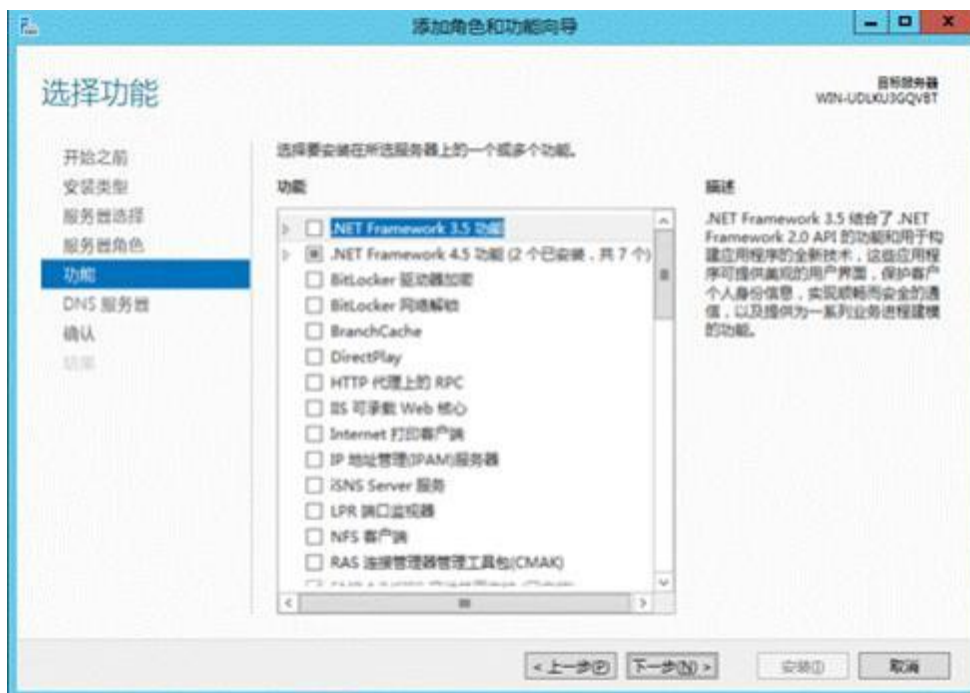 添加角色和功能向导
选择功能
目标服务器
WIN-UDLKU3GQVBT
开始之前
安装类型
服务器选择
服务器角色
功能
DNS 服务器
确认
结果
选择要安装在所选服务器上的一个或多个功能。
功能
.NET Framework 3.5 功能
.NET Framework 4.5 功能 (2 个已安装，共 7 个)
BitLocker 驱动器加密
BitLocker 网络解锁
BranchCache
DirectPlay
HTTP 代理上的 RPC
IIS 可承载 Web 核心
Internet 打印客户端
IP 地址管理(IPAM)服务器
iSNS Server 服务
LPR 端口监视器
NFS 客户端
RAS 连接管理器管理工具包(CMAK)
描述
.NET Framework 3.5 结合了 .NET
Framework 2.0 API 的功能和用于构
建应用程序的全新技术，这些应用程
序可提供美观的用户界面，保护客户
个人身份信息，实现顺畅而安全的通
信，以及提供为一系列业务进程建模
的功能。
< 上一步(P)
下一步(N) >
安装(I)
取消